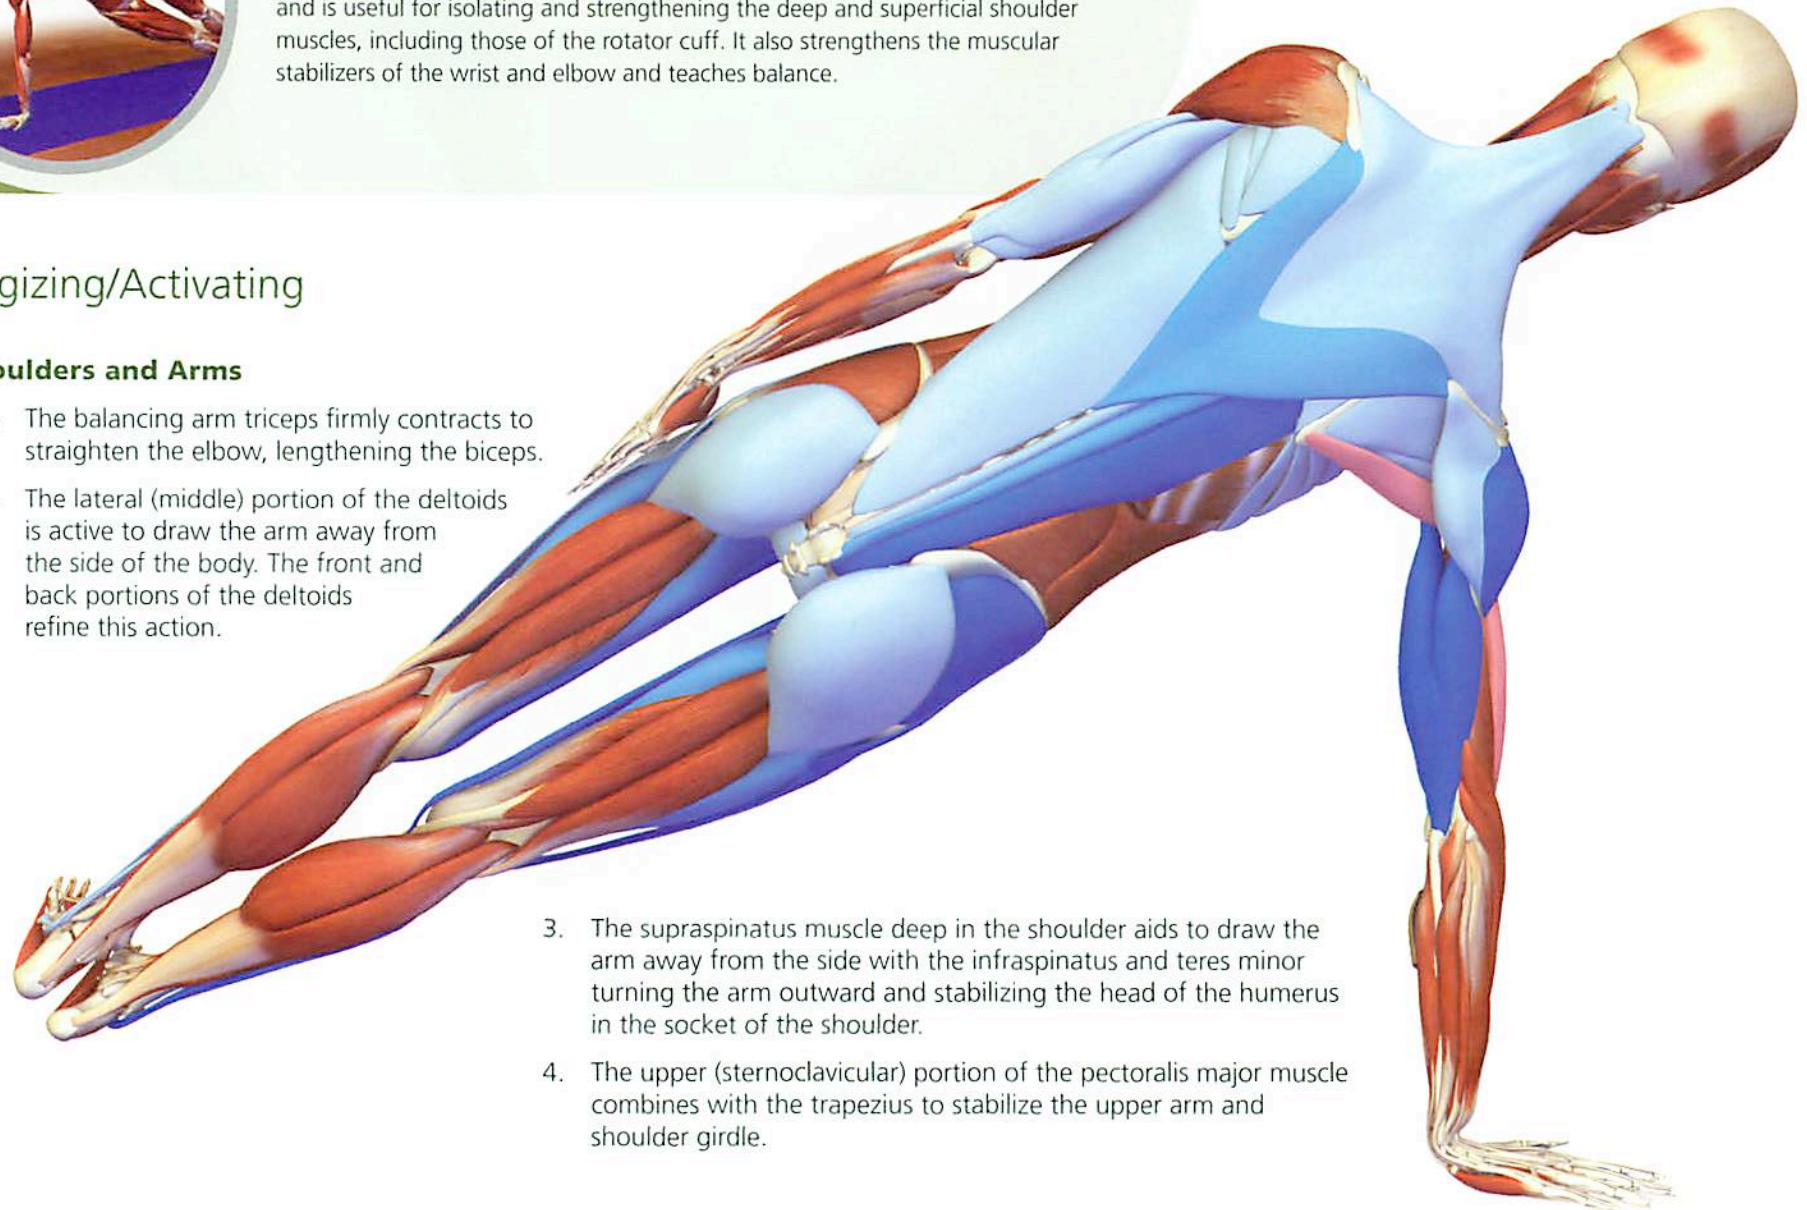 and is useful for isolating and strengthening the deep and superficial shoulder
muscles, including those of the rotator cuff. It also strengthens the muscular
stabilizers of the wrist and elbow and teaches balance.
gizing/Activating
oulders and Arms
The balancing arm triceps firmly contracts to
straighten the elbow, lengthening the biceps.
The lateral (middle) portion of the deltoids
is active to draw the arm away from
the side of the body. The front and
back portions of the deltoids
refine this action.
3. The supraspinatus muscle deep in the shoulder aids to draw the
arm away from the side with the infraspinatus and teres minor
turning the arm outward and stabilizing the head of the humerus
in the socket of the shoulder.
4. The upper (sternoclavicular) portion of the pectoralis major muscle
combines with the trapezius to stabilize the upper arm and
shoulder girdle.